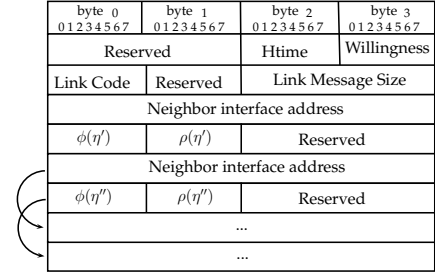 byte 0 byte 1 byte 2 byte 3
01234567 01234567 01234567 01234567
Reserved Htime Willingness
Link Code Reserved Link Message Size
Neighbor interface address
ϕ(η′) ρ(η′) Reserved
Neighbor interface address
ϕ(η′′) ρ(η′′) Reserved
...
...